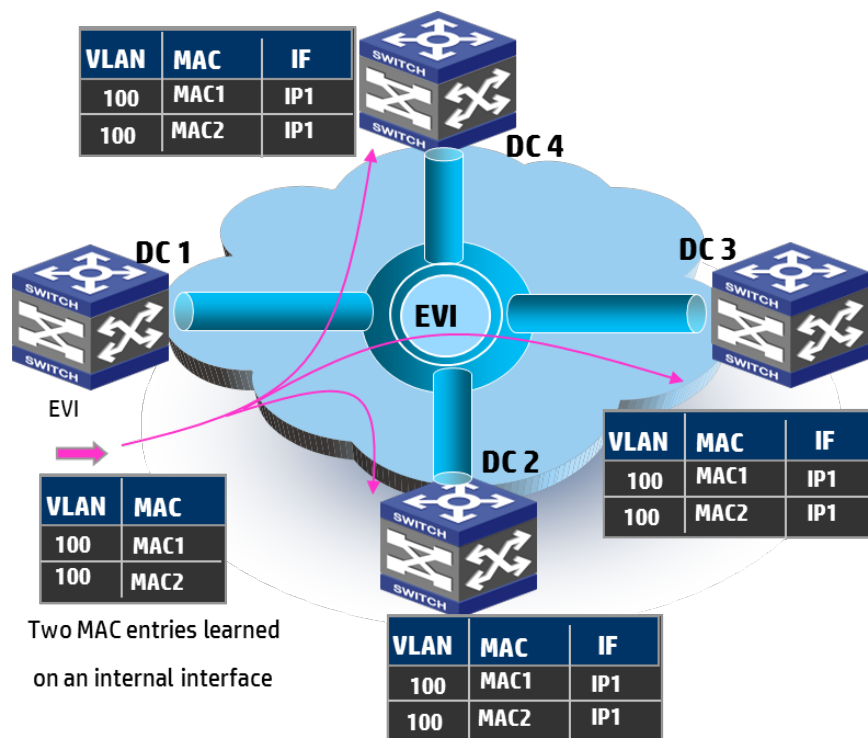 VLAN MAC IF
100 MAC1 IP1
100 MAC2 IP1
SWITCH
SWITCH
DC 4
DC 1
SWITCH
SWITCH
EVI
EVI
DC 3
SWITCH
SWITCH
VLAN MAC
100 MAC1
100 MAC2
Two MAC entries learned
on an internal interface
DC 2
SWITCH
SWITCH
VLAN MAC IF
100 MAC1 IP1
100 MAC2 IP1
VLAN MAC IF
100 MAC1 IP1
100 MAC2 IP1